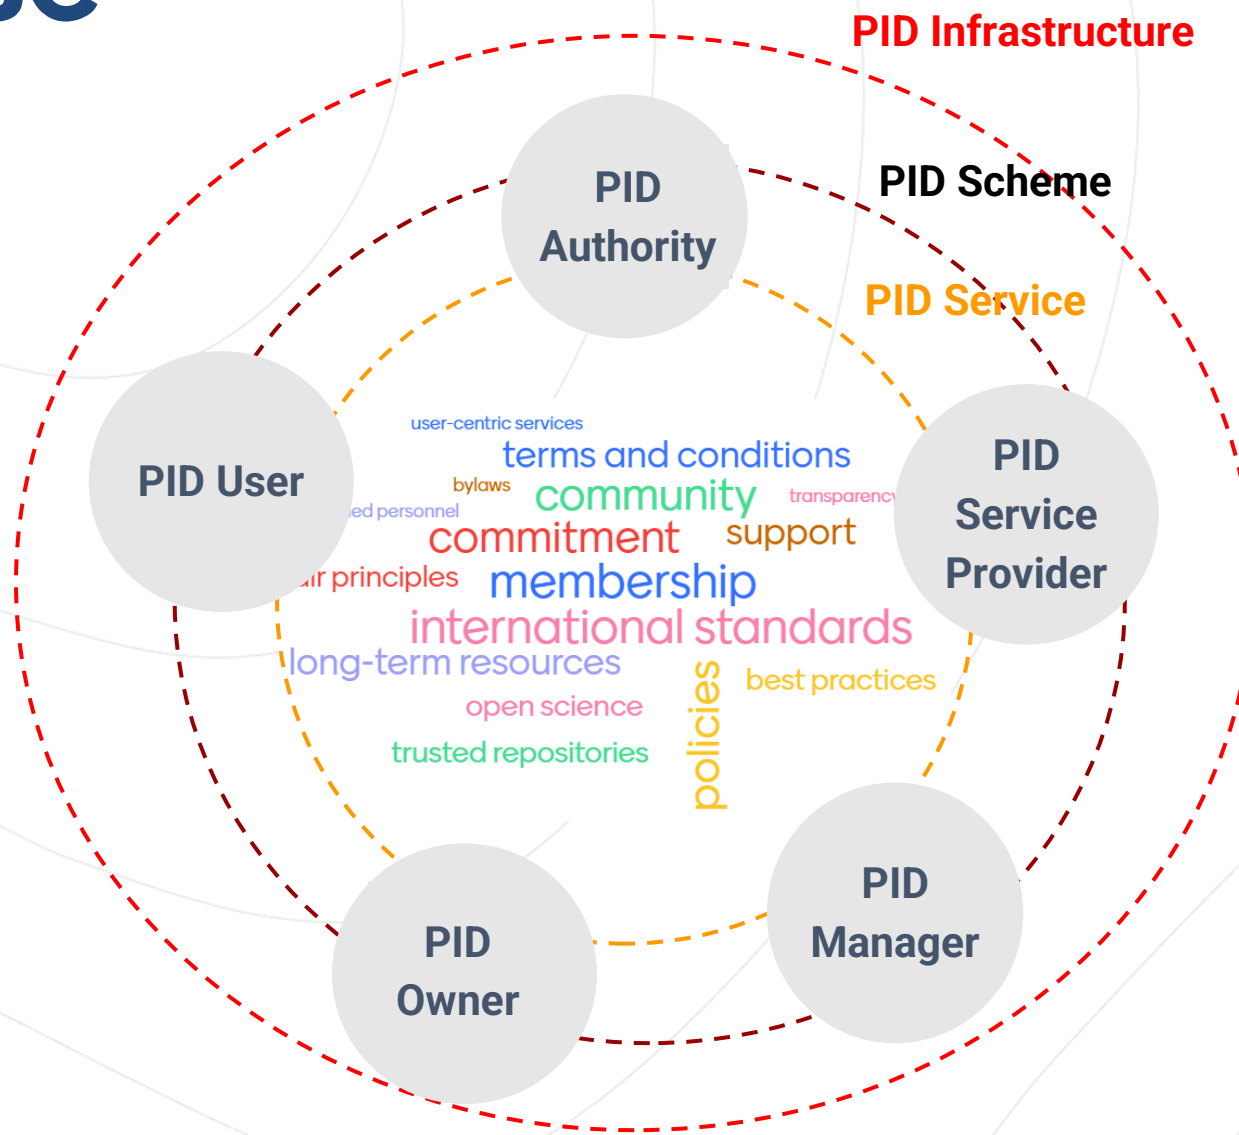 PID Infrastructure
PID
Authority
PID Scheme
PID Service
PID User
PID
Service
Provider
user-centric services
terms and conditions
bylaws
community
transparency
personnel
commitment
support
principles
membership
international standards
long-term resources
best practices
open science
policies
trusted repositories
PID
Manager
PID
Owner